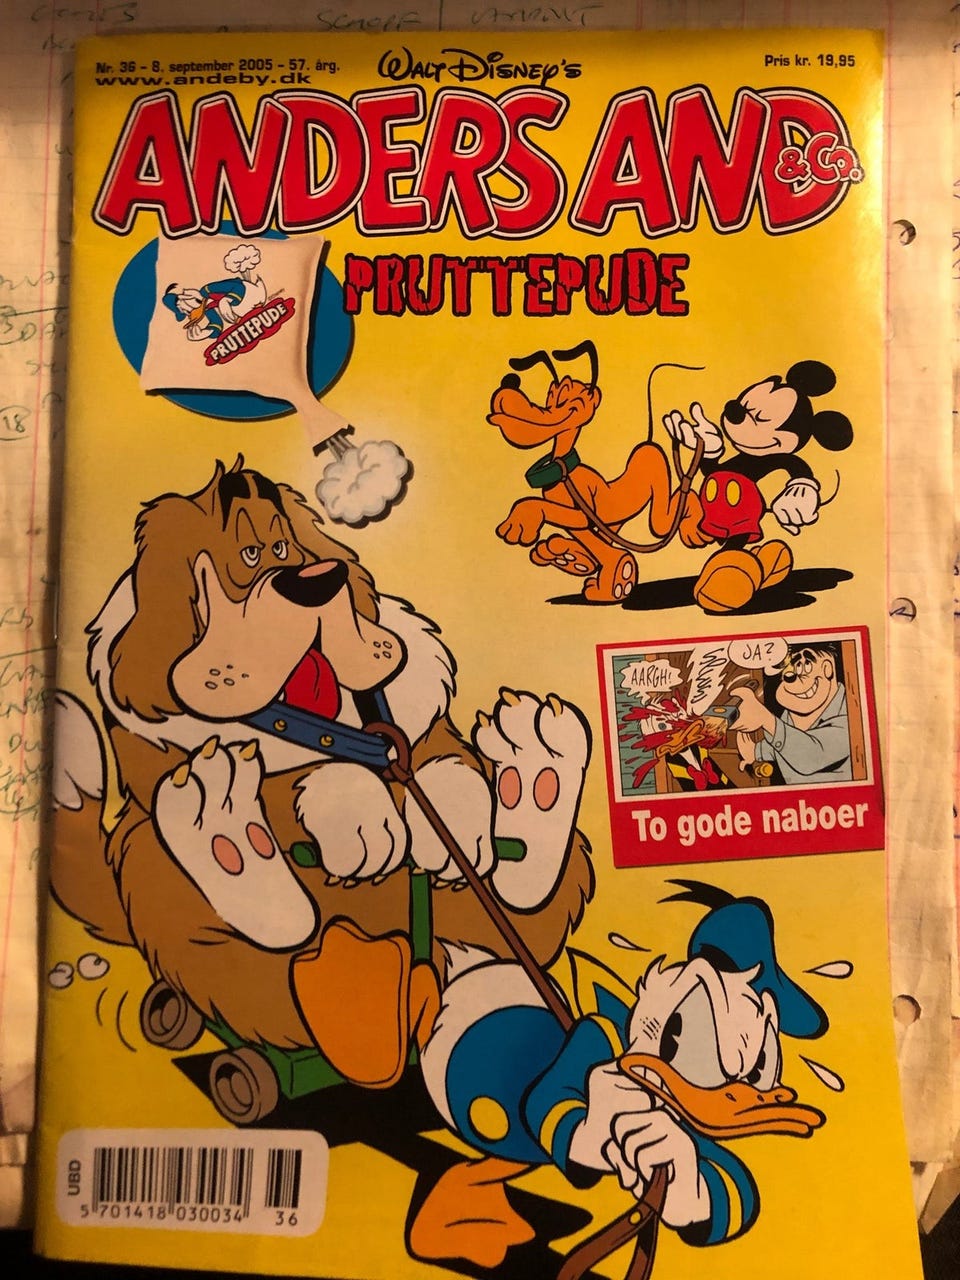 Nr. 36 - 8. september 2005 - 57. årg.
www.andeby.dk
WALT DISNEY'S
Pris kr. 19,95
ANDERS AND
& Co.
PRUTTEPUDE
PRUTTEPUDE
AARGH!
JA?
To gode naboer
UBD
5 701418 030034 36
18